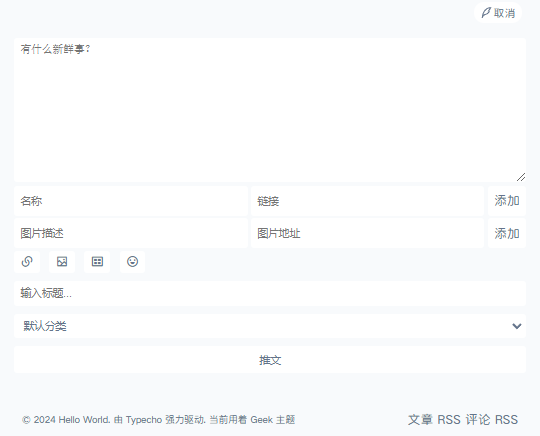 取消
有什么新鲜事?
名称 链接 添加
图片描述 图片地址 添加
输入标题...
默认分类
推文
© 2024 Hello World. 由 Typecho 强力驱动. 当前用着 Geek 主题 文章 RSS 评论 RSS